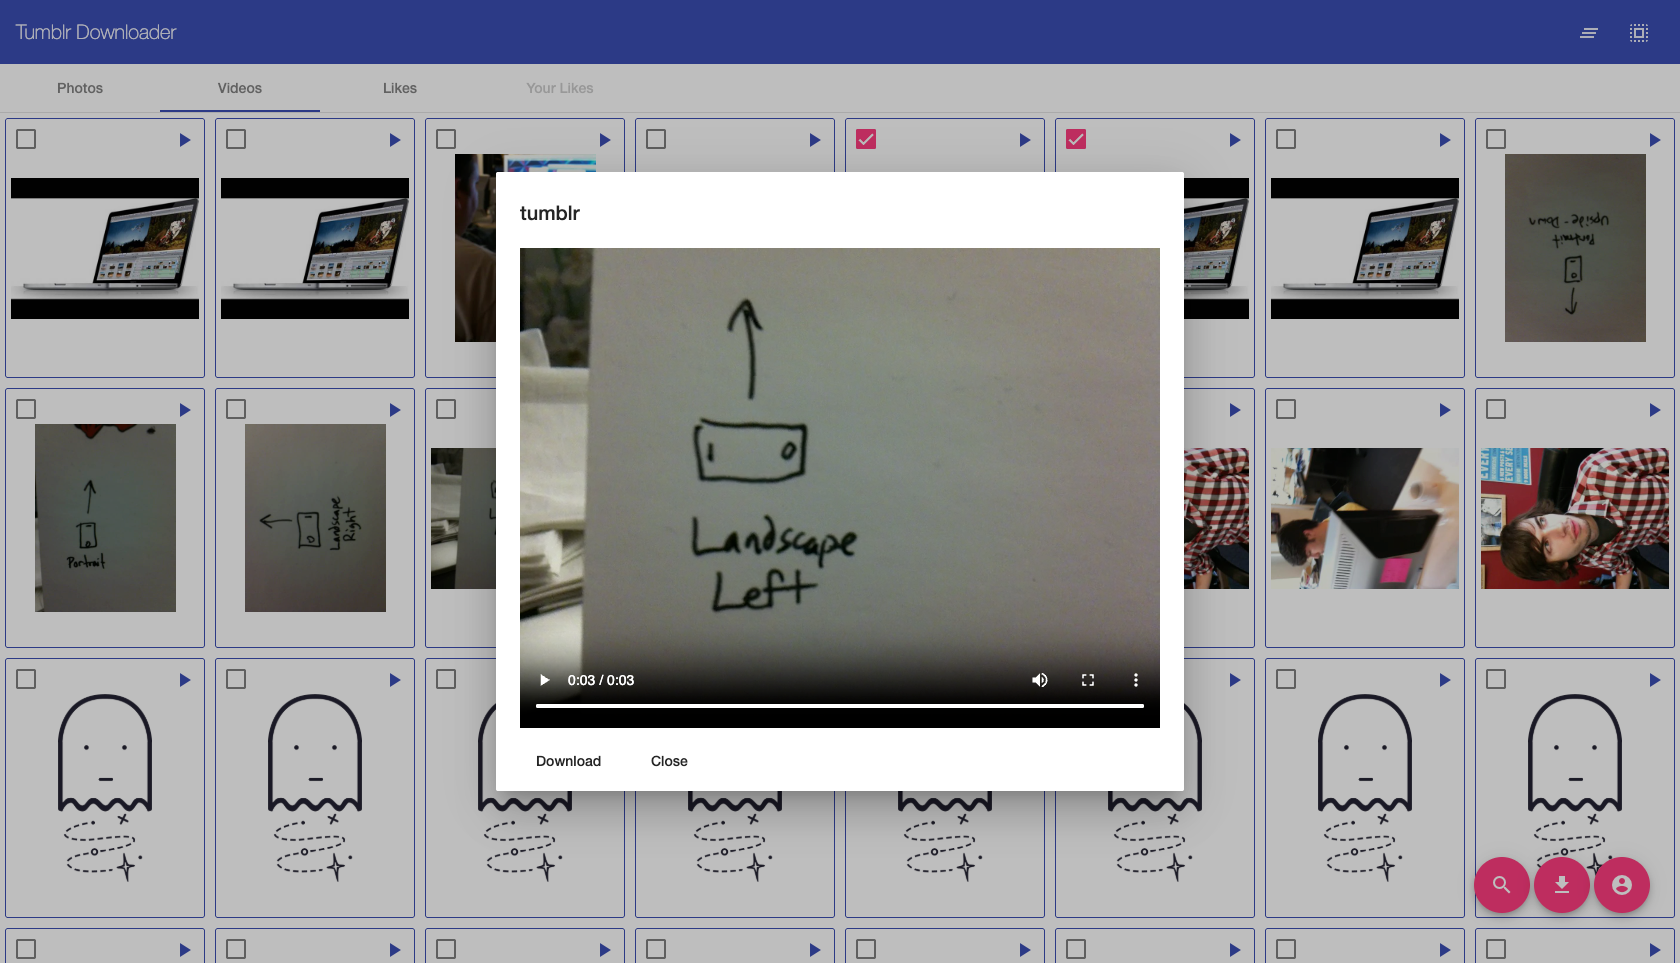 Tumblr Downloader
Photos
Videos
Likes
Your Likes
tumblr
Portrait
Upside-Down
Landscape
Left
0:03 / 0:03
Portrait
Landscape
Right
EVERY
Download
Close